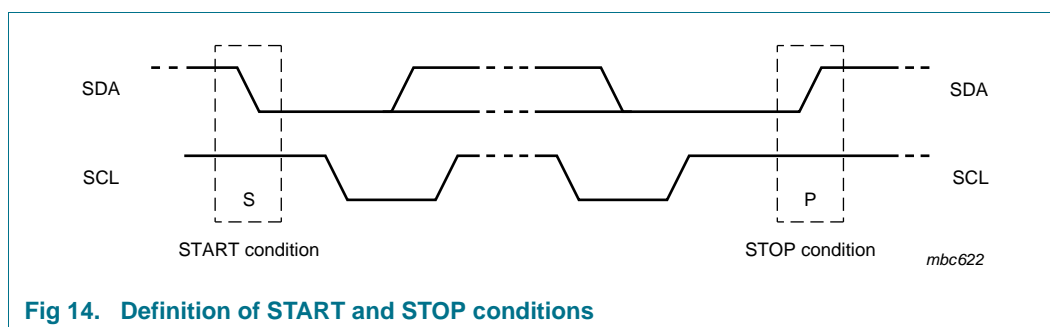 SDA SDA
SCL SCL
S P
START condition STOP condition
mbc622
Fig 14. Definition of START and STOP conditions